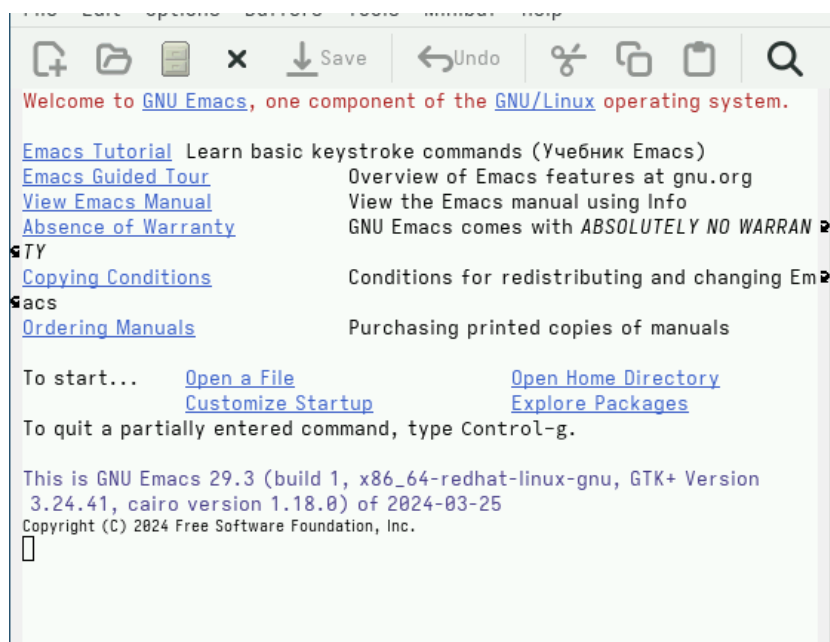 Save Undo
Welcome to GNU Emacs, one component of the GNU/Linux operating system.
Emacs Tutorial Learn basic keystroke commands (Учебник Emacs)
Emacs Guided Tour Overview of Emacs features at gnu.org
View Emacs Manual View the Emacs manual using Info
Absence of Warranty GNU Emacs comes with ABSOLUTELY NO WARRAN
TY
Copying Conditions Conditions for redistributing and changing Em
acs
Ordering Manuals Purchasing printed copies of manuals
To start... Open a File Open Home Directory
Customize Startup Explore Packages
To quit a partially entered command, type Control-g.
This is GNU Emacs 29.3 (build 1, x86_64-redhat-linux-gnu, GTK+ Version
3.24.41, cairo version 1.18.0) of 2024-03-25
Copyright (C) 2024 Free Software Foundation, Inc.